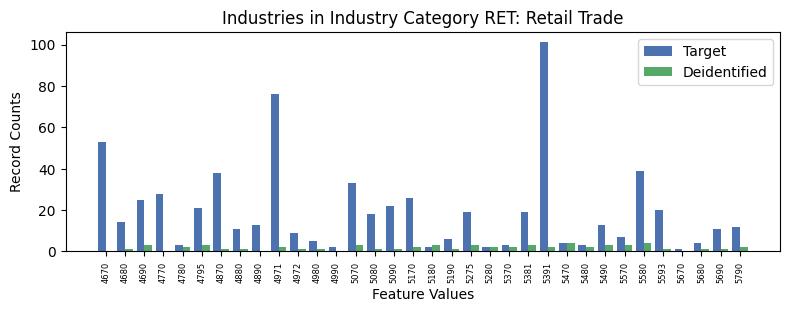 Industries in Industry Category RET: Retail Trade
Target
Deidentified
Record Counts
100
80
60
40
20
0
4670 4680 4690 4770 4780 4795 4870 4880 4890 4971 4972 4980 4990 5070 5080 5090 5170 5180 5190 5275 5280 5370 5381 5391 5470 5480 5490 5570 5580 5593 5670 5680 5690 5790
Feature Values